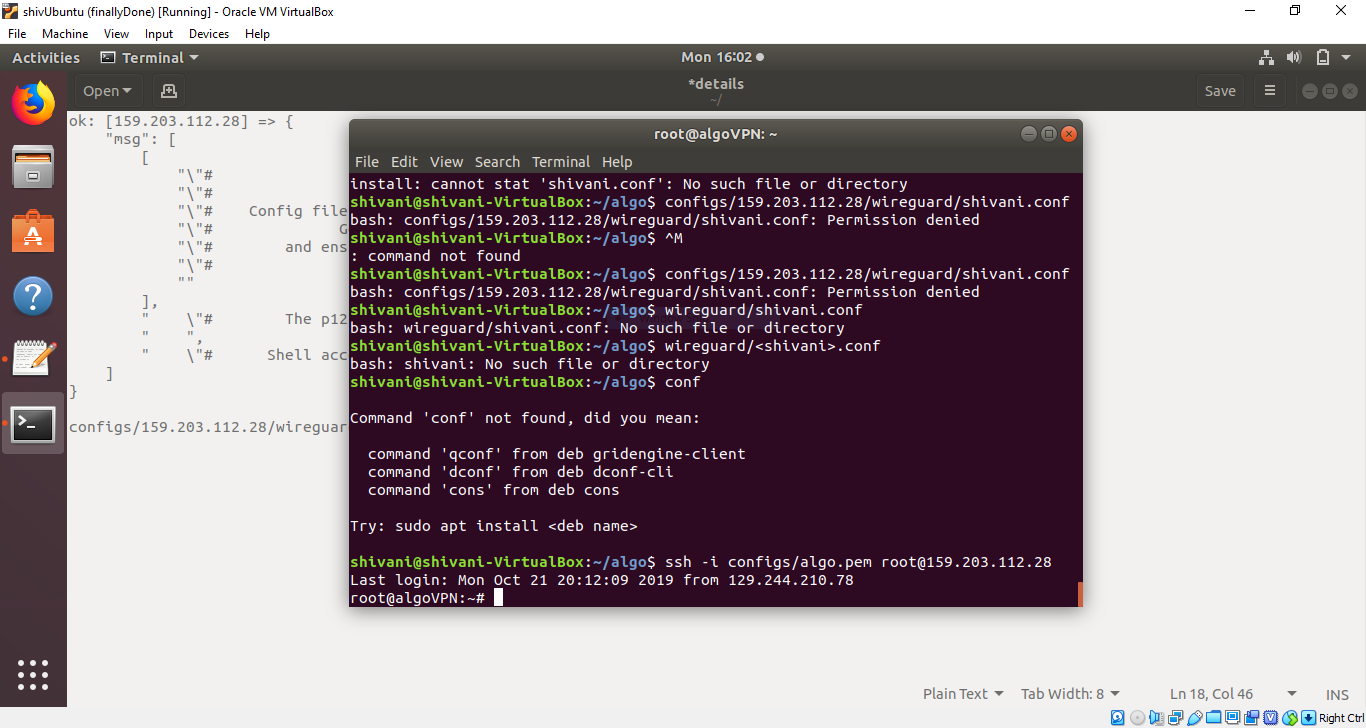 shivUbuntu (finallyDone) [Running] - Oracle VM VirtualBox
File Machine View Input Devices Help
Activities Terminal Mon 16:02
Open *details Save
~/
ok: [159.203.112.28] => {
"msg": [
[
"\"#
"\"#
"\"# Config file
"\"# G
"\"# and ens
"\"#
""
],
" \"# The p12
" ",
" \"# Shell acc
]
}
configs/159.203.112.28/wireguar
root@algoVPN: ~
File Edit View Search Terminal Help
install: cannot stat 'shivani.conf': No such file or directory
shivani@shivani-VirtualBox:~/algo$ configs/159.203.112.28/wireguard/shivani.conf
bash: configs/159.203.112.28/wireguard/shivani.conf: Permission denied
shivani@shivani-VirtualBox:~/algo$ ^M
: command not found
shivani@shivani-VirtualBox:~/algo$ configs/159.203.112.28/wireguard/shivani.conf
bash: configs/159.203.112.28/wireguard/shivani.conf: Permission denied
shivani@shivani-VirtualBox:~/algo$ wireguard/shivani.conf
bash: wireguard/shivani.conf: No such file or directory
shivani@shivani-VirtualBox:~/algo$ wireguard/<shivani>.conf
bash: shivani: No such file or directory
shivani@shivani-VirtualBox:~/algo$ conf
Command 'conf' not found, did you mean:
command 'qconf' from deb gridengine-client
command 'dconf' from deb dconf-cli
command 'cons' from deb cons
Try: sudo apt install <deb name>
shivani@shivani-VirtualBox:~/algo$ ssh -i configs/algo.pem root@159.203.112.28
Last login: Mon Oct 21 20:12:09 2019 from 129.244.210.78
root@algoVPN:~#
Plain Text Tab Width: 8 Ln 18, Col 46 INS
Right Ctrl